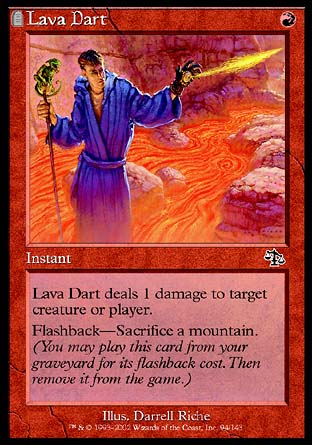 Lava Dart
Instant
Lava Dart deals 1 damage to target
creature or player.
Flashback—Sacrifice a mountain.
(You may play this card from your
graveyard for its flashback cost. Then
remove it from the game.)
Illus. Darrell Riche
™ & © 1993-2002 Wizards of the Coast, Inc. 94/143